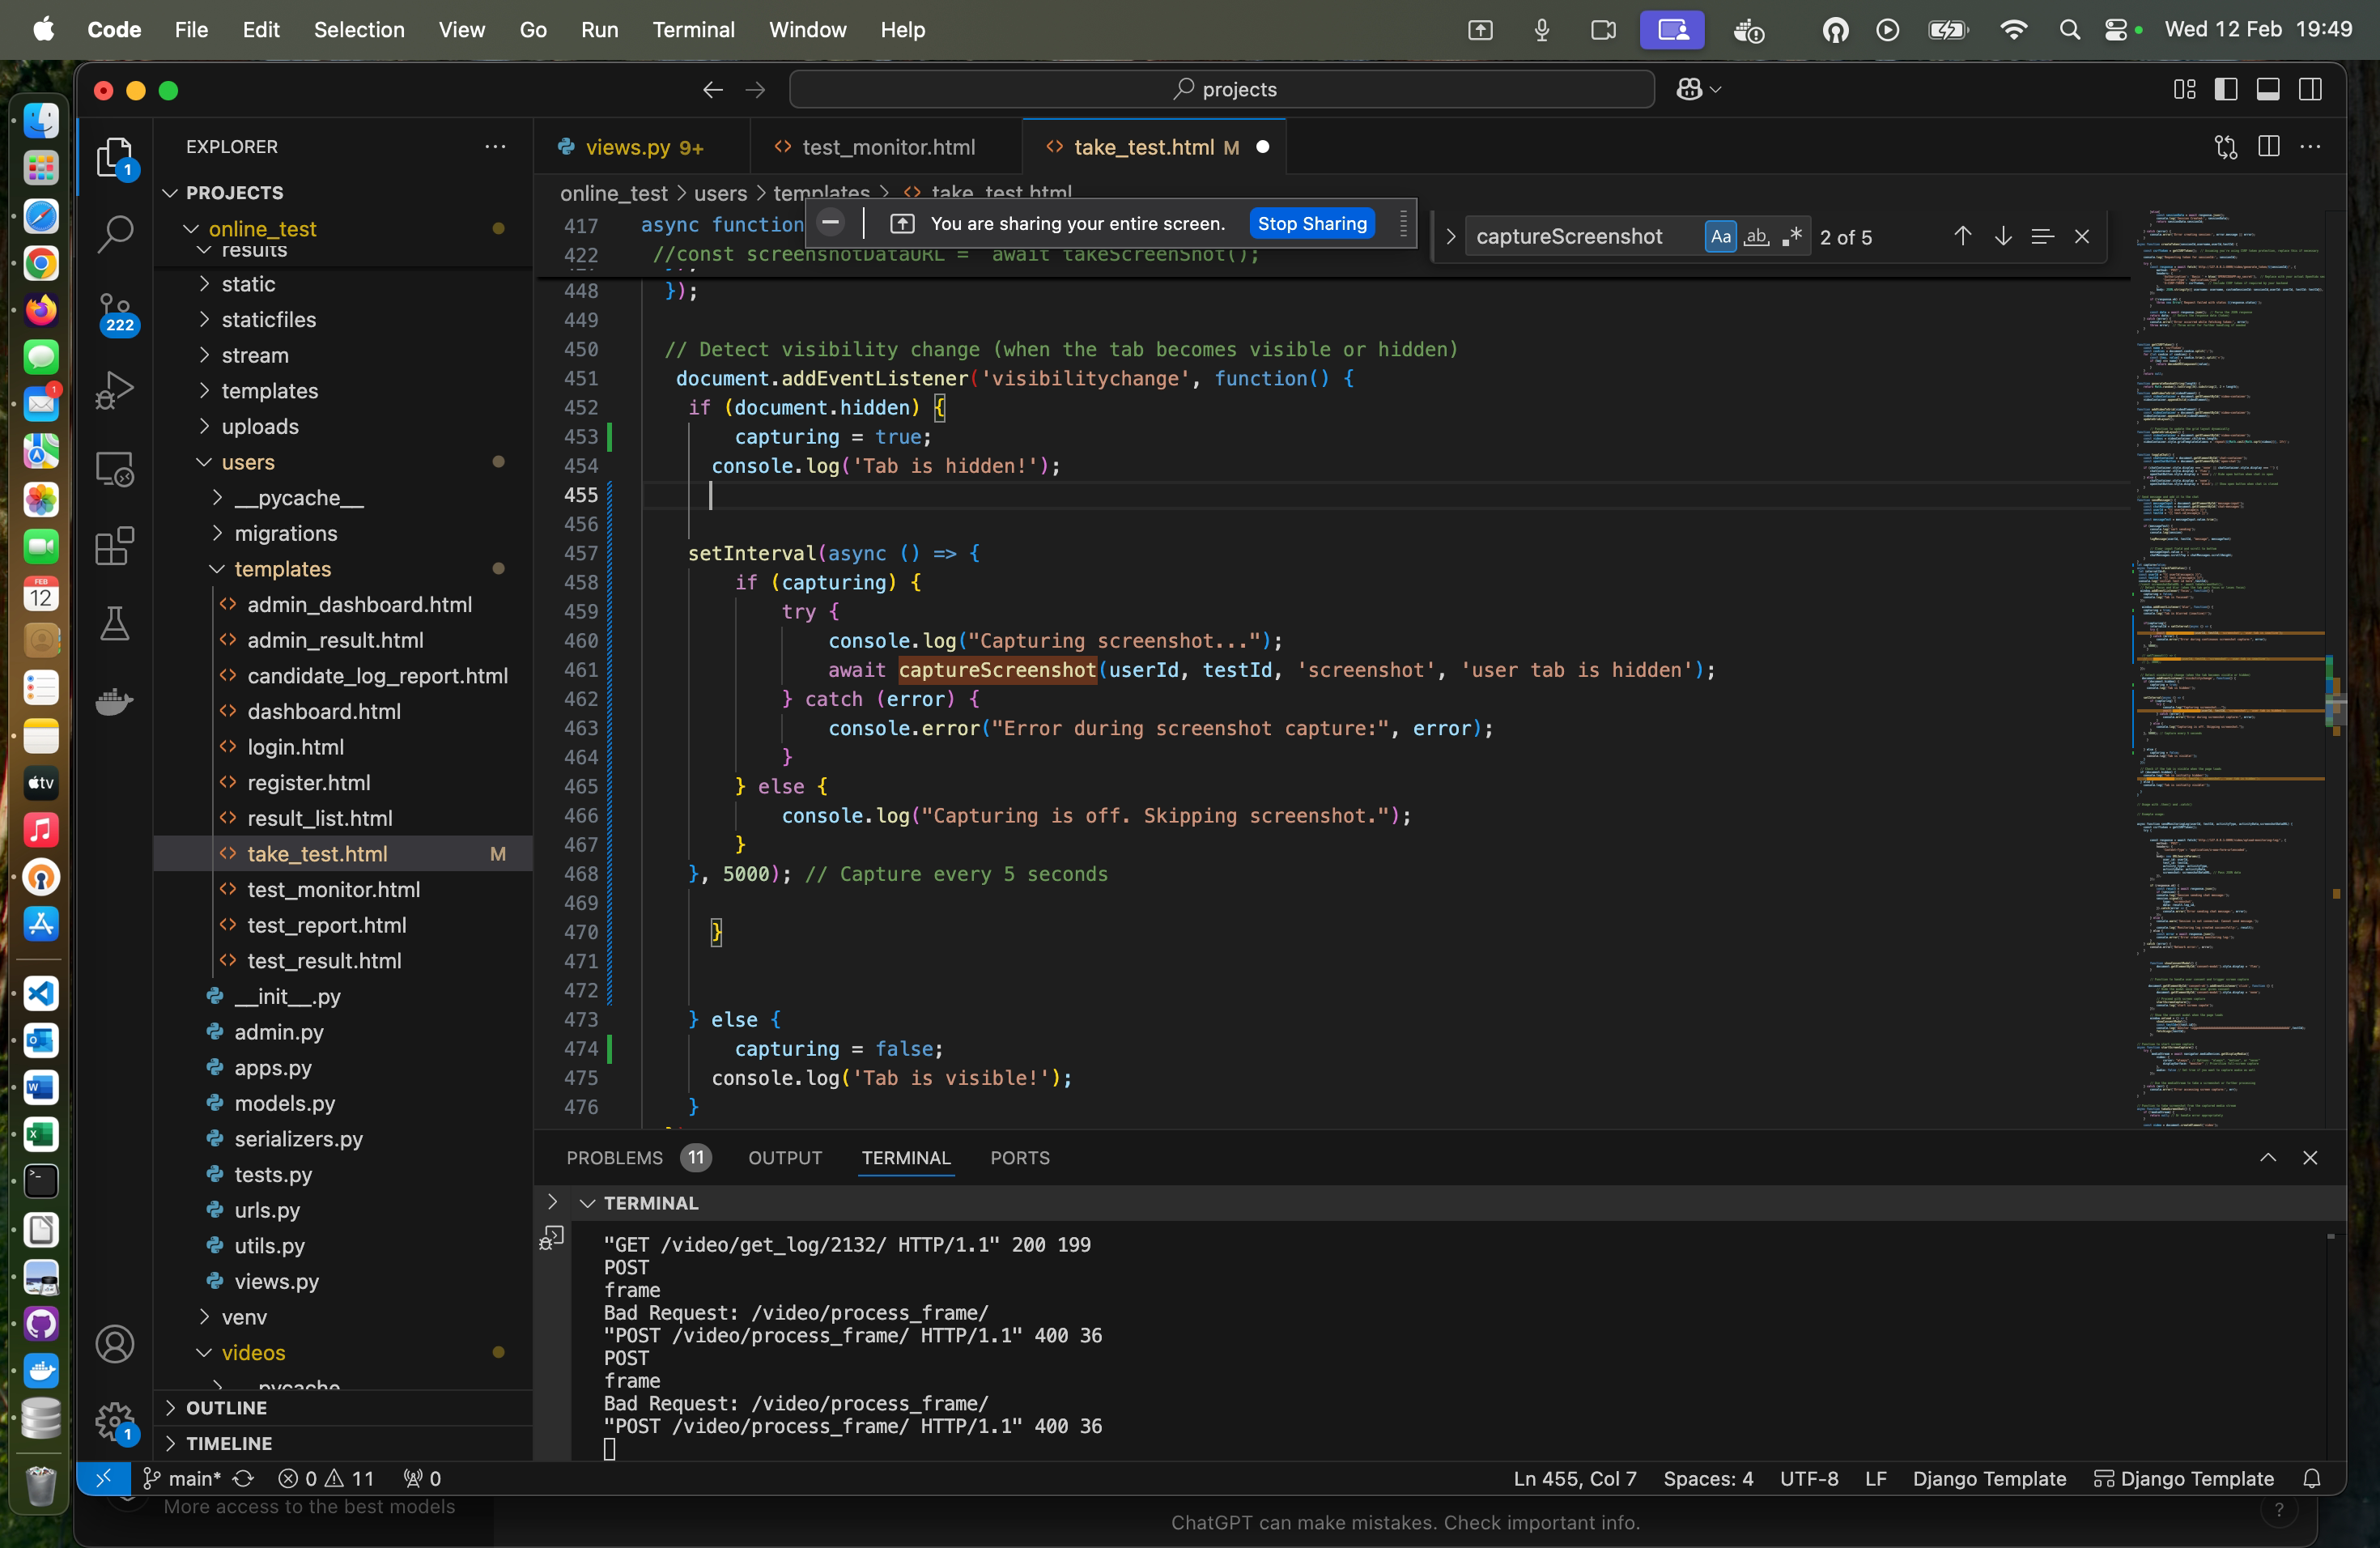 Code File Edit Selection View Go Run Terminal Window Help Wed 12 Feb 19:49
projects
EXPLORER
views.py 9+
test_monitor.html
take_test.html M
online_test > users > templates > take_test.html
You are sharing your entire screen. Stop Sharing
captureScreenshot Aa ab 2 of 5
PROJECTS
online_test
results
static
staticfiles
stream
templates
uploads
users
__pycache__
migrations
templates
admin_dashboard.html
admin_result.html
candidate_log_report.html
dashboard.html
login.html
register.html
result_list.html
take_test.html M
test_monitor.html
test_report.html
test_result.html
__init__.py
admin.py
apps.py
models.py
serializers.py
tests.py
urls.py
utils.py
views.py
venv
videos
pycache
OUTLINE
TIMELINE
1
222
1
1
FEB
12
tv
417 async function
422 //const screenshotDataURL = await takeScreenShot();
448 });
449
450 // Detect visibility change (when the tab becomes visible or hidden)
451 document.addEventListener('visibilitychange', function() {
452 if (document.hidden) {
453 capturing = true;
454 console.log('Tab is hidden!');
455
456
457 setInterval(async () => {
458 if (capturing) {
459 try {
460 console.log("Capturing screenshot...");
461 await captureScreenshot(userId, testId, 'screenshot', 'user tab is hidden');
462 } catch (error) {
463 console.error("Error during screenshot capture:", error);
464 }
465 } else {
466 console.log("Capturing is off. Skipping screenshot.");
467 }
468 }, 5000); // Capture every 5 seconds
469
470 }
471
472
473 } else {
474 capturing = false;
475 console.log('Tab is visible!');
476 }
PROBLEMS 11 OUTPUT TERMINAL PORTS
TERMINAL
"GET /video/get_log/2132/ HTTP/1.1" 200 199
POST
frame
Bad Request: /video/process_frame/
"POST /video/process_frame/ HTTP/1.1" 400 36
POST
frame
Bad Request: /video/process_frame/
"POST /video/process_frame/ HTTP/1.1" 400 36
main* 0 11 0 Ln 455, Col 7 Spaces: 4 UTF-8 LF Django Template Django Template
More access to the best models
ChatGPT can make mistakes. Check important info.
?